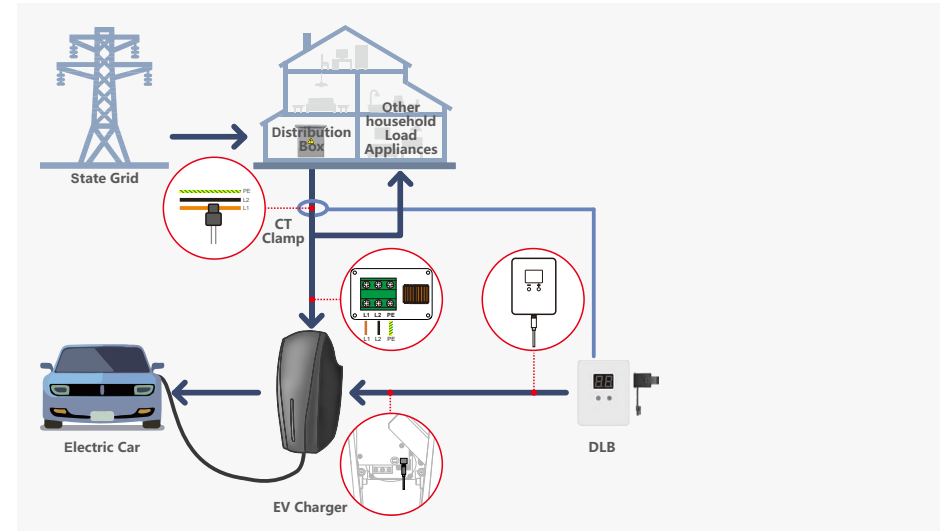 State Grid
Distribution
Box
Other
household
Load
Appliances
PE
L2
L1
CT
Clamp
L1 L2 PE
L1 L2 PE
88
Electric Car
EV Charger
DLB